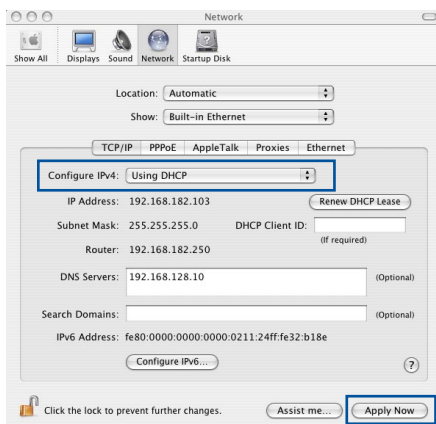 Network
Show All Displays Sound Network Startup Disk
Location: Automatic
Show: Built-in Ethernet
TCP/IP PPPoE AppleTalk Proxies Ethernet
Configure IPv4: Using DHCP
IP Address: 192.168.182.103 Renew DHCP Lease
Subnet Mask: 255.255.255.0 DHCP Client ID:
(If required)
Router: 192.168.182.250
DNS Servers: 192.168.128.10 (Optional)
Search Domains: (Optional)
IPv6 Address: fe80:0000:0000:0000:0211:24ff:fe32:b18e
Configure IPv6... ?
Click the lock to prevent further changes. Assist me... Apply Now